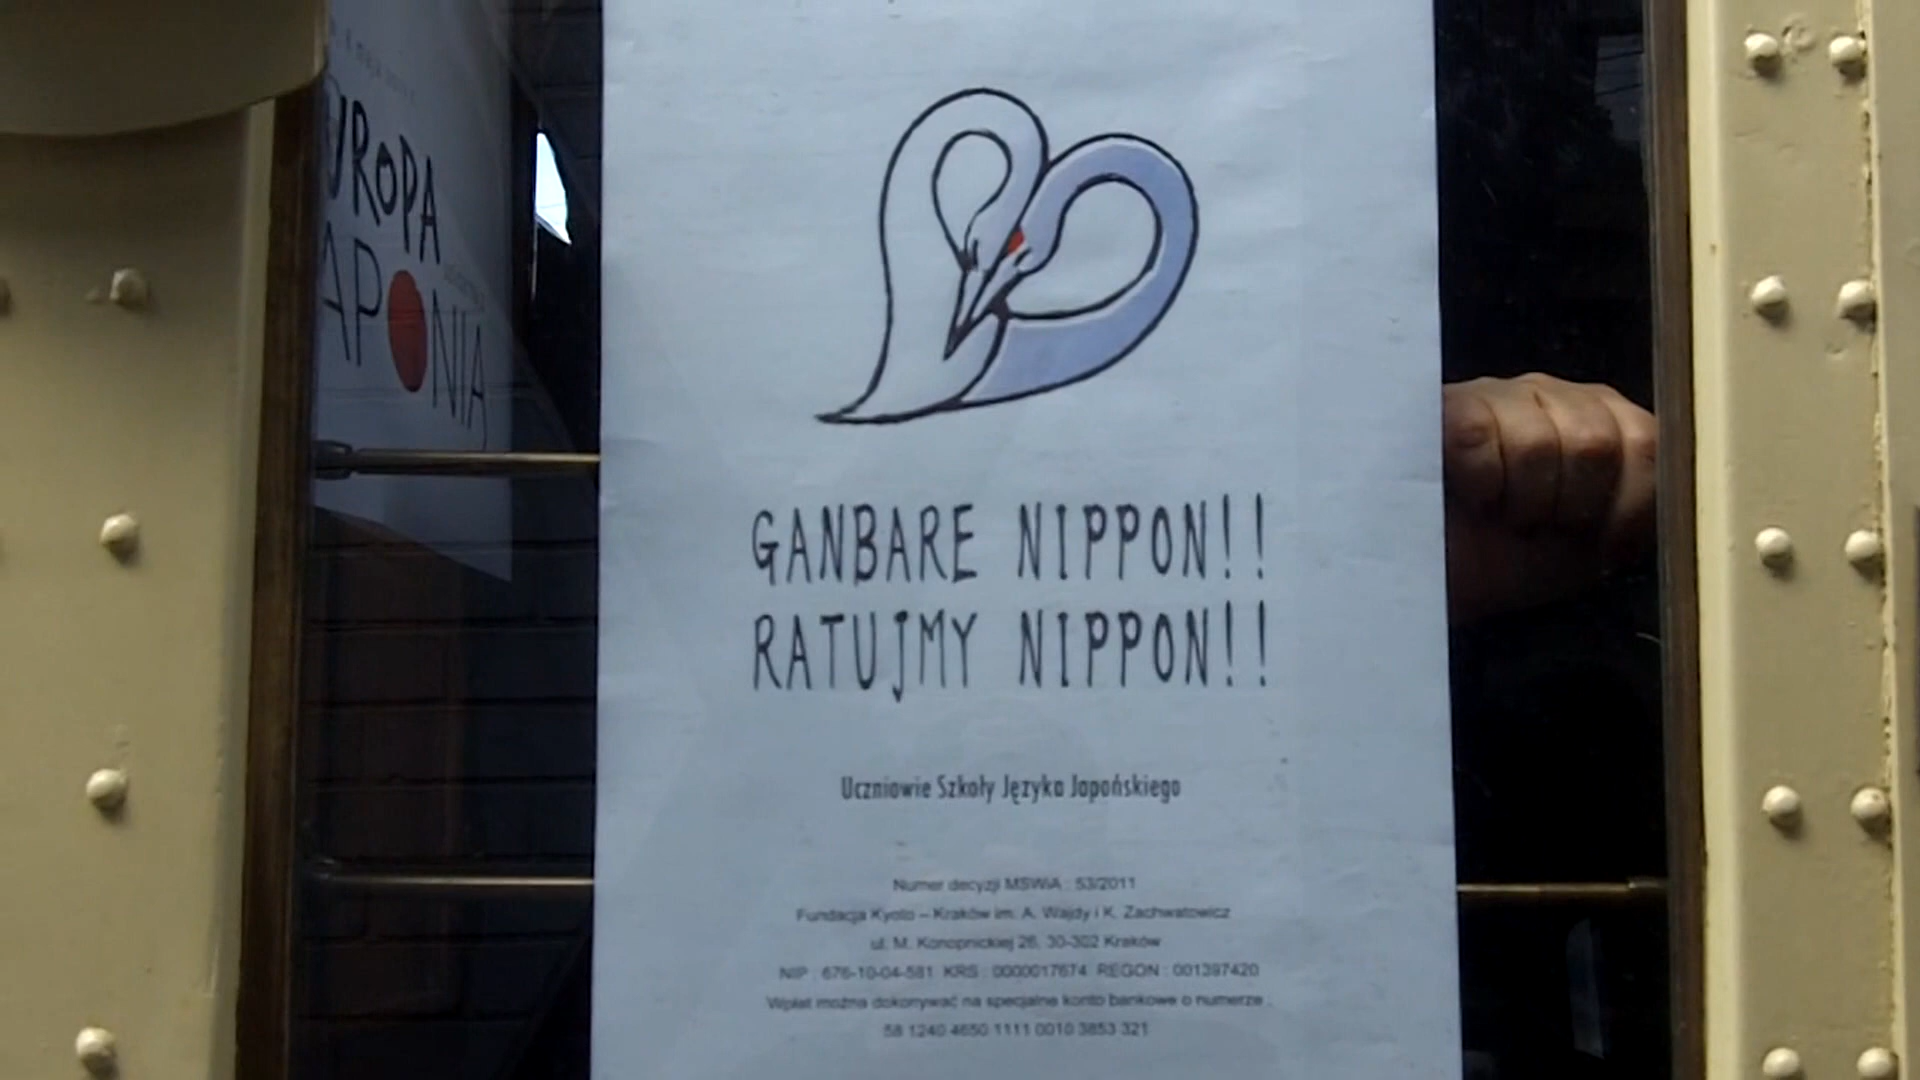 UROPA
APONIA
GANBARE NIPPON!!
RATUJMY NIPPON!!
Uczniowie Szkoły Języka Japońskiego
Numer decyzji MSWiA : 53/2011
Fundacja Kyoto – Kraków im. A. Wajdy i K. Zachwatowicz
ul. M. Konopnickiej 26, 30-302 Kraków
NIP : 676-10-04-581 KRS : 0000017674 REGON : 001397420
Wpłat można dokonywać na specjalne konto bankowe o numerze :
58 1240 4650 1111 0010 3853 321